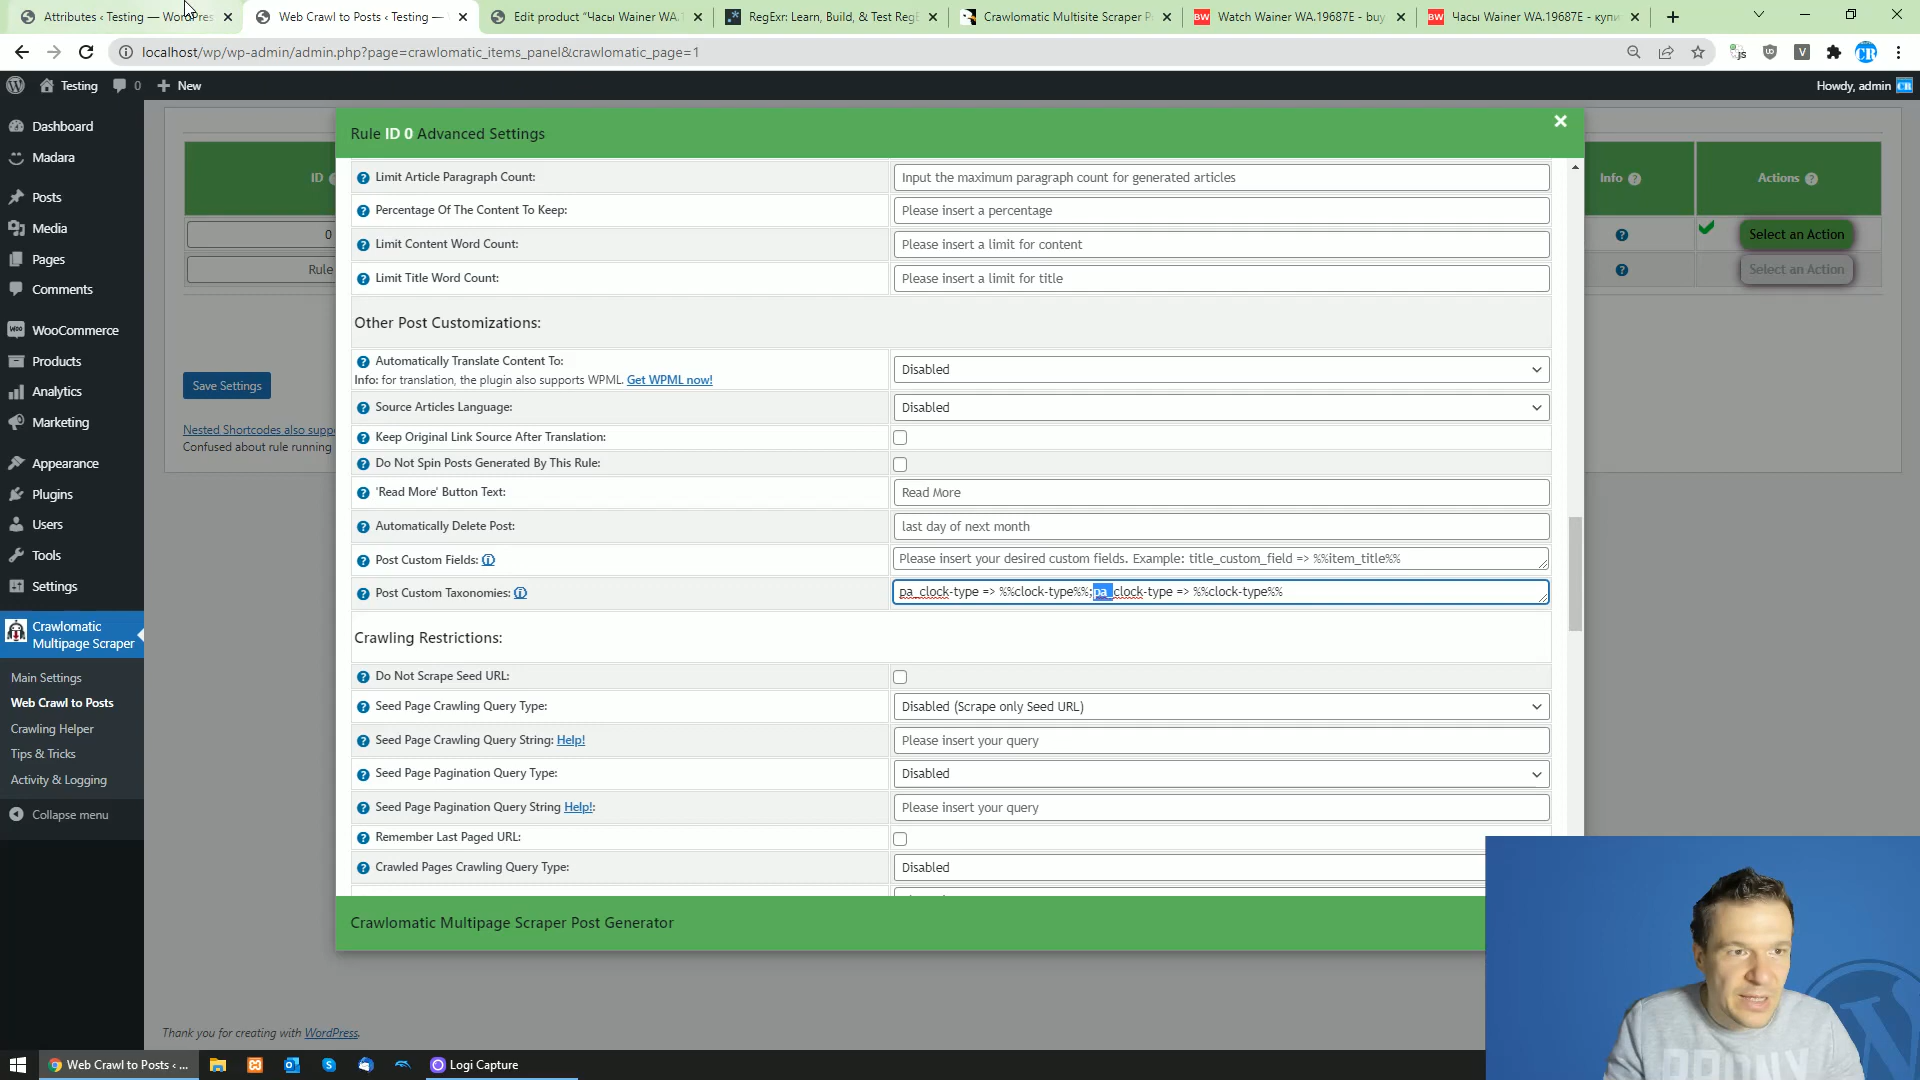 Attributes ‹ Testing — WordPres
Web Crawl to Posts ‹ Testing —
Edit product “Часы Wainer WA.1
RegExr: Learn, Build, & Test RegE
Crawlomatic Multisite Scraper P
BW Watch Wainer WA.19687E - buy
BW Часы Wainer WA.19687E - купи
localhost/wp/wp-admin/admin.php?page=crawlomatic_items_panel&crawlomatic_page=1
Testing 0 New
Howdy, admin
Dashboard
Madara
Posts
Media
Pages
Comments
WooCommerce
Products
Analytics
Marketing
Appearance
Plugins
Users
Tools
Settings
Crawlomatic
Multipage Scraper
Main Settings
Web Crawl to Posts
Crawling Helper
Tips & Tricks
Activity & Logging
Collapse menu
ID
0
Rule
Save Settings
Nested Shortcodes also suppo
Confused about rule running
Info
Actions
Select an Action
Select an Action
Rule ID 0 Advanced Settings
Limit Article Paragraph Count:
Input the maximum paragraph count for generated articles
Percentage Of The Content To Keep:
Please insert a percentage
Limit Content Word Count:
Please insert a limit for content
Limit Title Word Count:
Please insert a limit for title
Other Post Customizations:
Automatically Translate Content To:
Info: for translation, the plugin also supports WPML. Get WPML now!
Disabled
Source Articles Language:
Disabled
Keep Original Link Source After Translation:
Do Not Spin Posts Generated By This Rule:
'Read More' Button Text:
Read More
Automatically Delete Post:
last day of next month
Post Custom Fields:
Please insert your desired custom fields. Example: title_custom_field => %%item_title%%
Post Custom Taxonomies:
pa_clock-type => %%clock-type%%;pa_clock-type => %%clock-type%%
Crawling Restrictions:
Do Not Scrape Seed URL:
Seed Page Crawling Query Type:
Disabled (Scrape only Seed URL)
Seed Page Crawling Query String: Help!
Please insert your query
Seed Page Pagination Query Type:
Disabled
Seed Page Pagination Query String Help!:
Please insert your query
Remember Last Paged URL:
Crawled Pages Crawling Query Type:
Disabled
Crawlomatic Multipage Scraper Post Generator
Thank you for creating with WordPress.
Web Crawl to Posts ‹ ...
Logi Capture